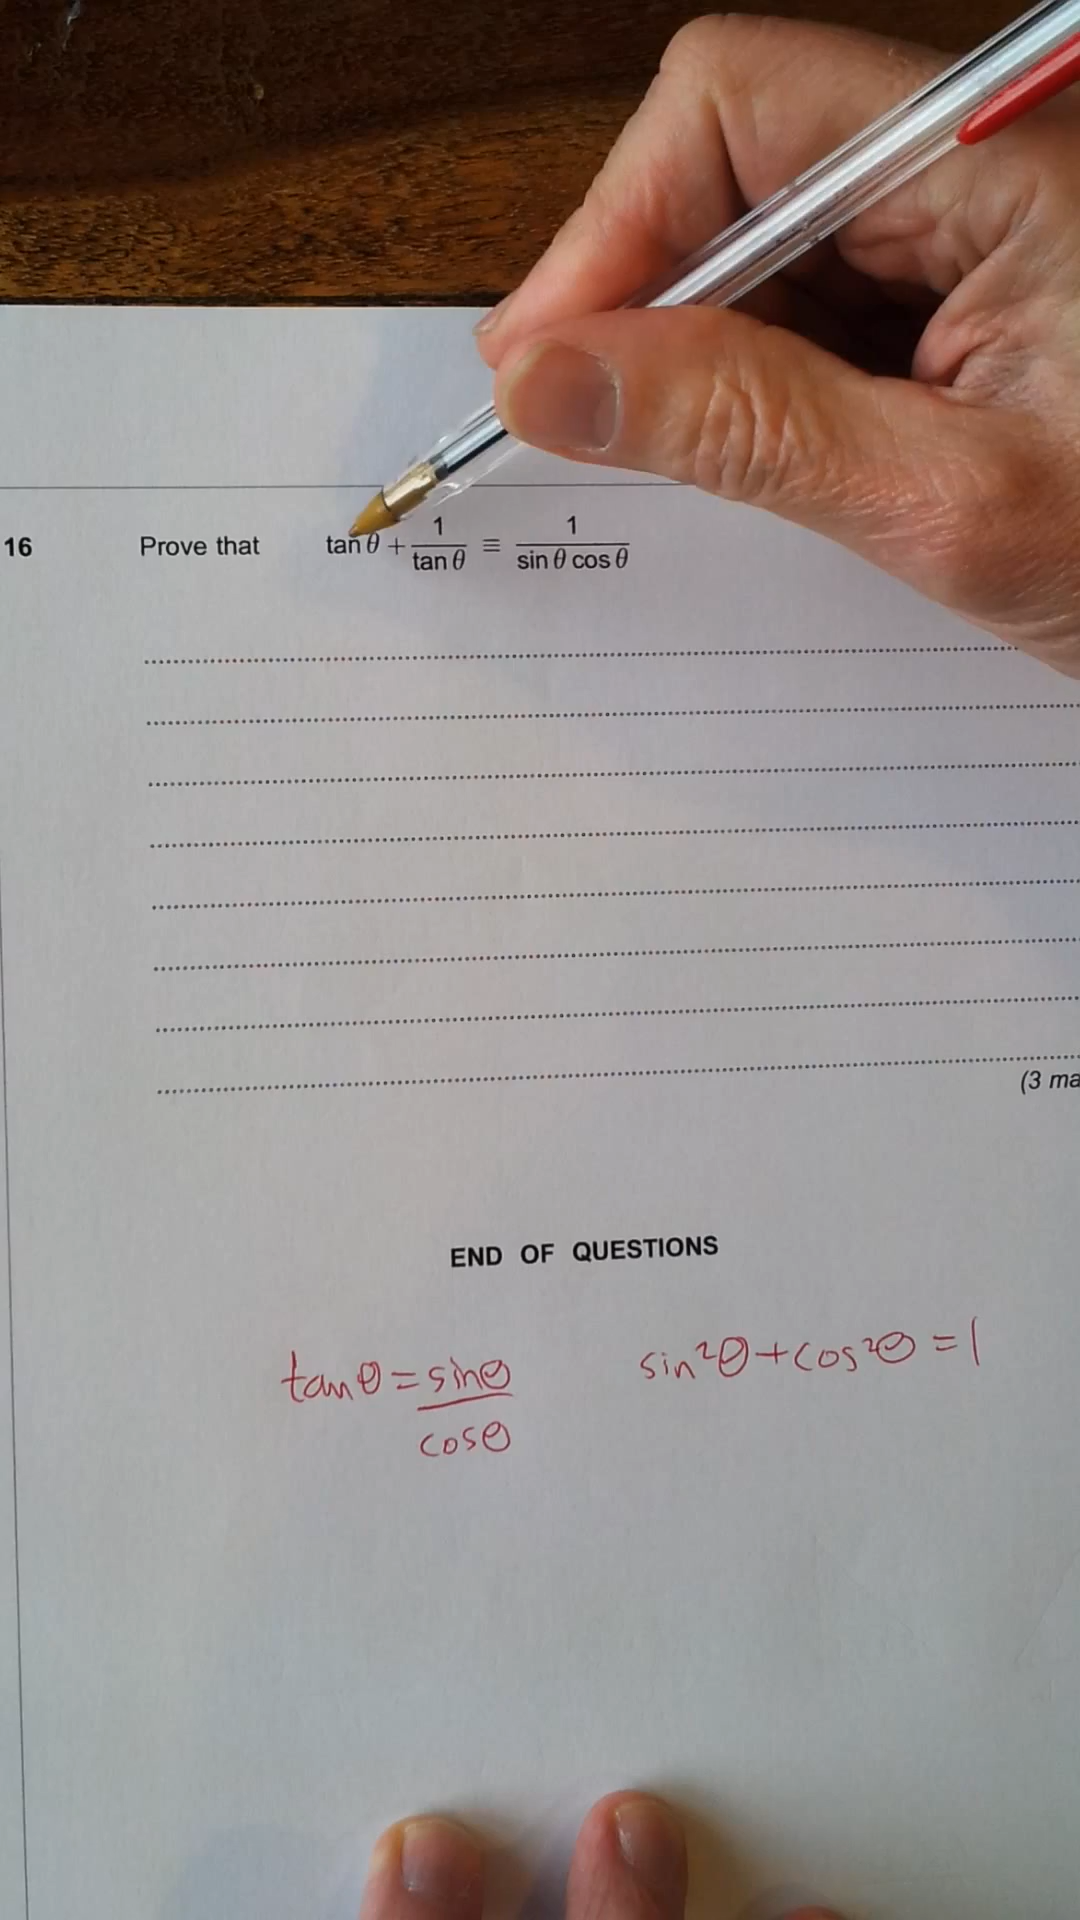 16 Prove that tan θ + 1/tan θ ≡ 1/sin θ cos θ
(3 ma
END OF QUESTIONS
tanθ = sinθ/cosθ sin²θ + cos²θ = 1